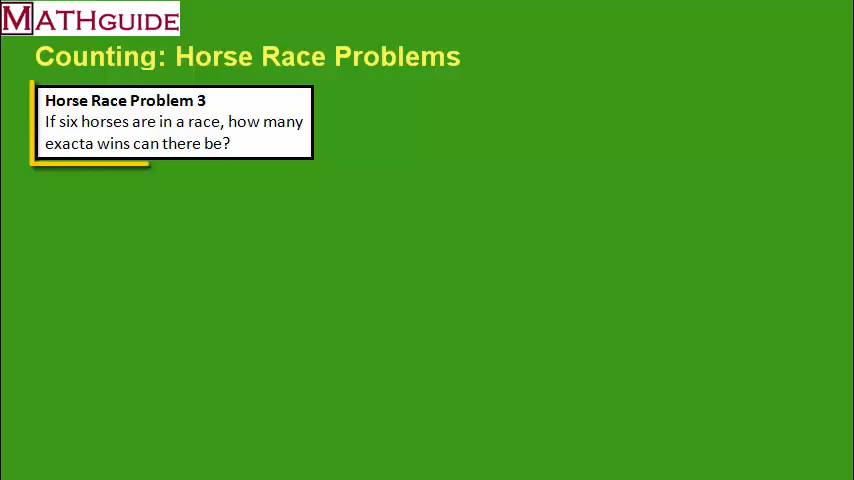 MATHGUIDE
Counting: Horse Race Problems
Horse Race Problem 3
If six horses are in a race, how many
exacta wins can there be?